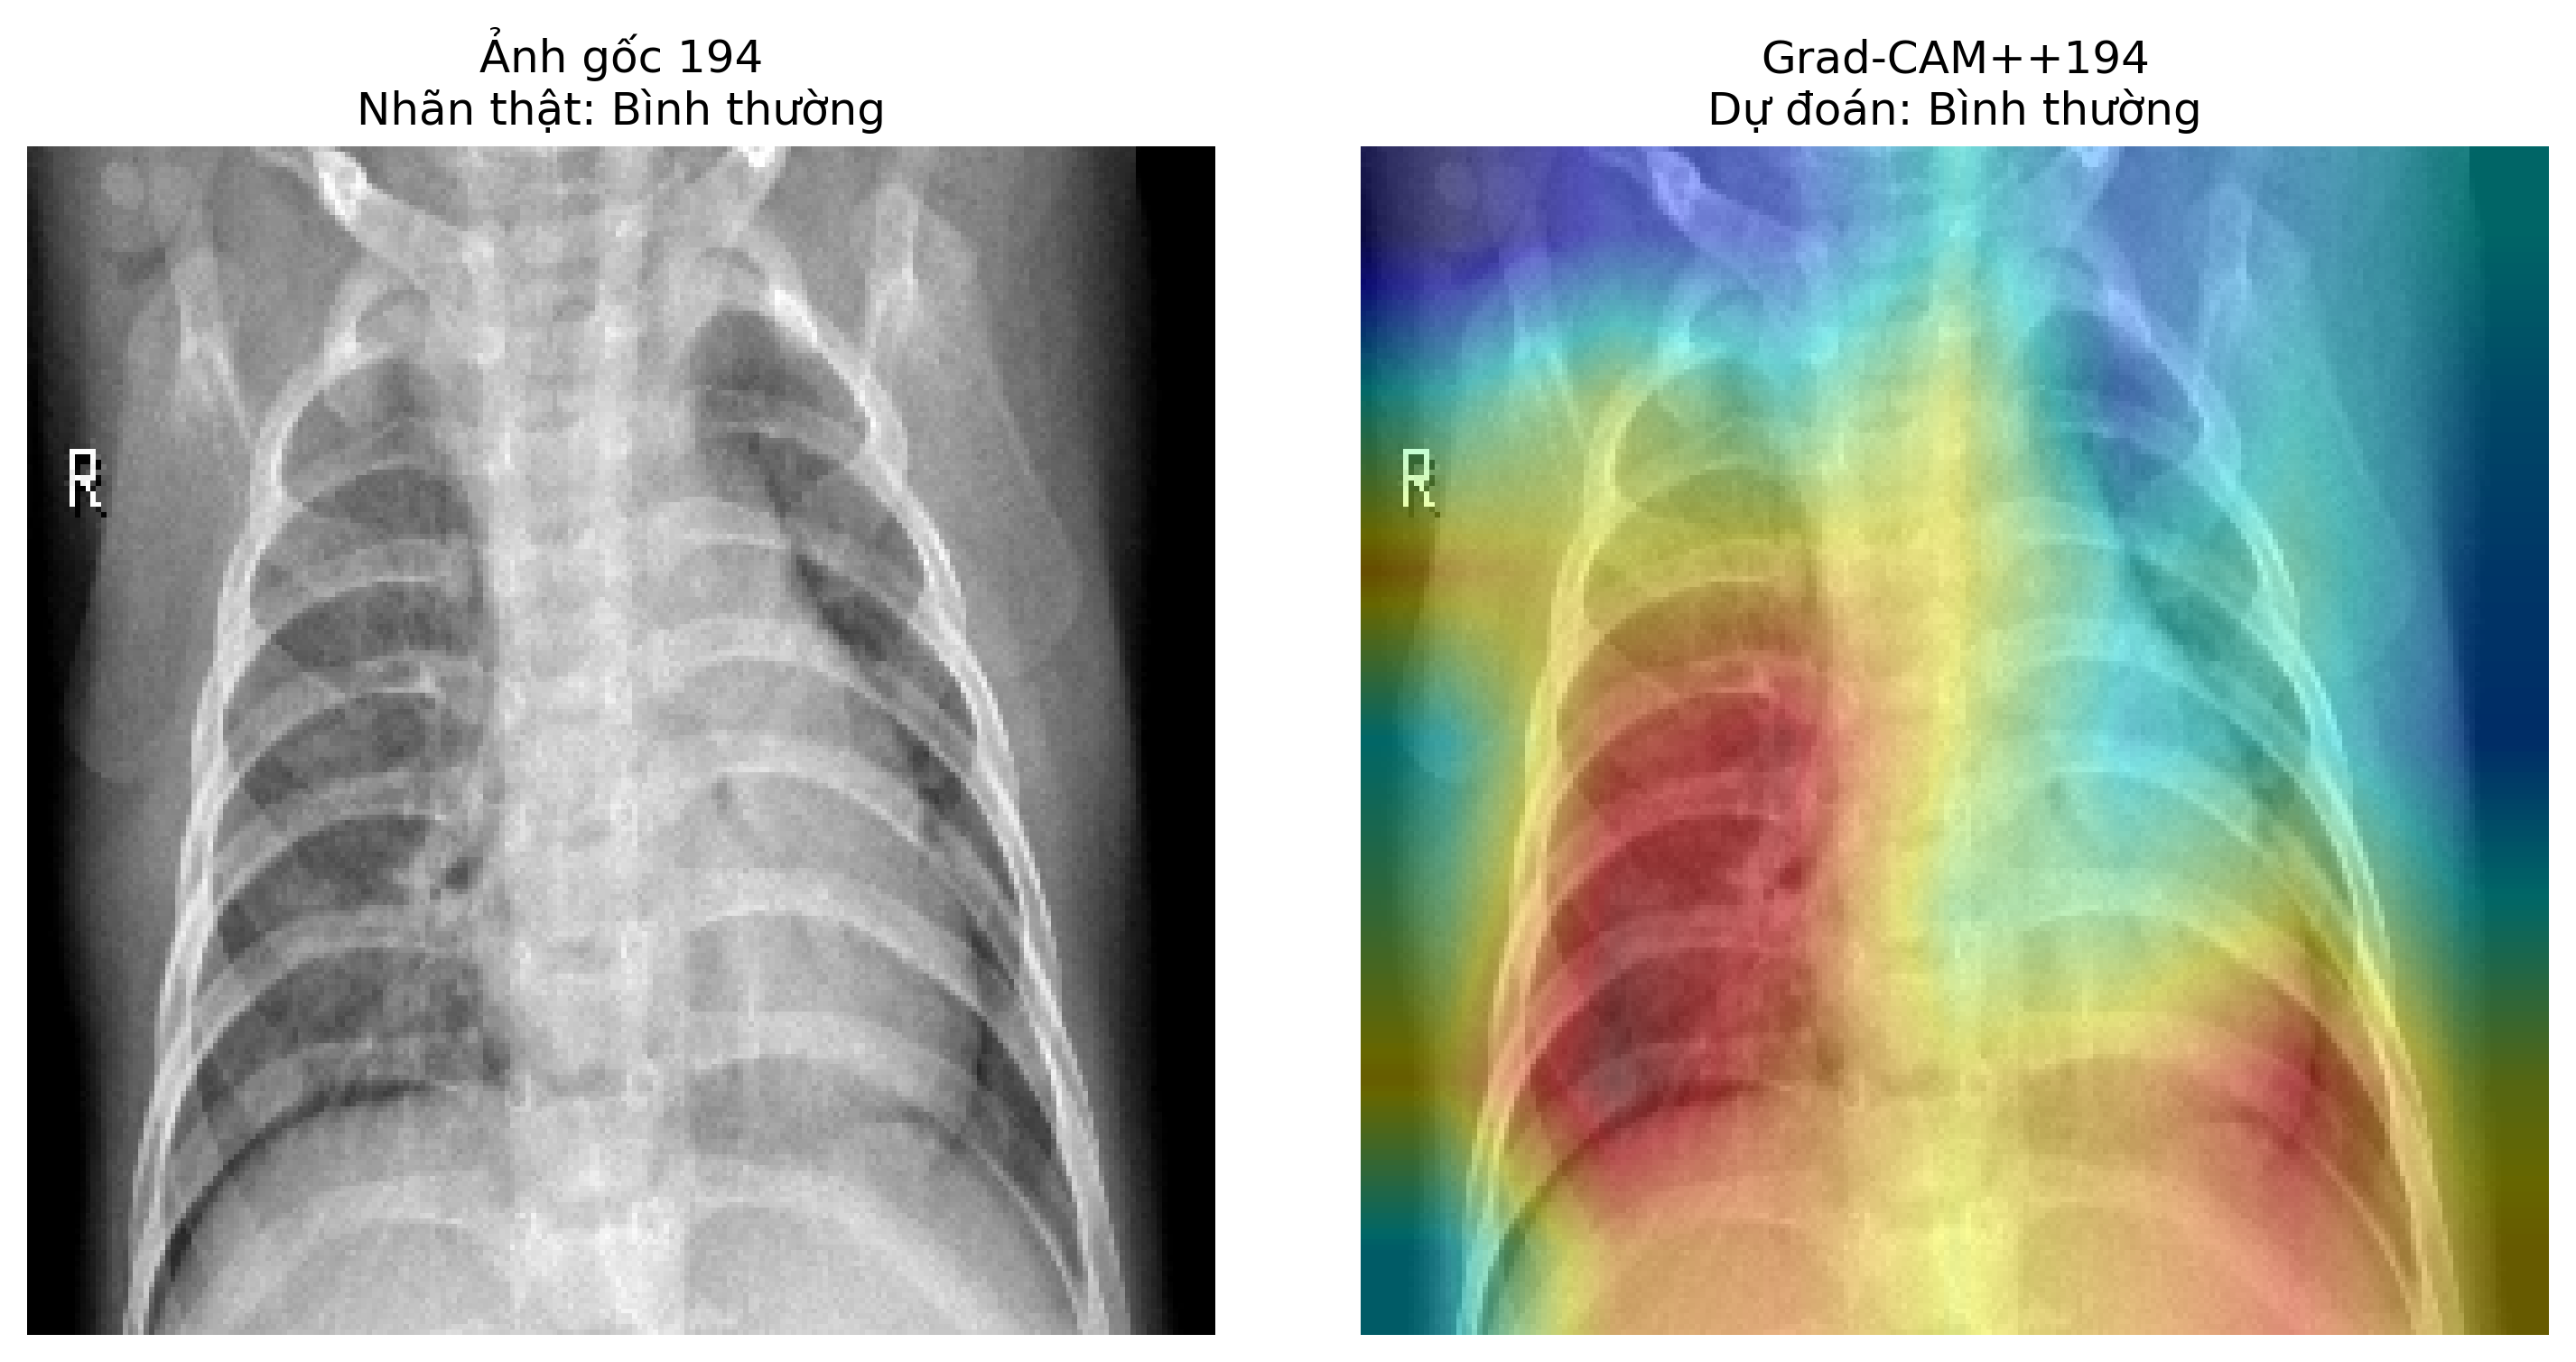 Ảnh gốc 194
Nhãn thật: Bình thường
Grad-CAM++194
Dự đoán: Bình thường
R
R